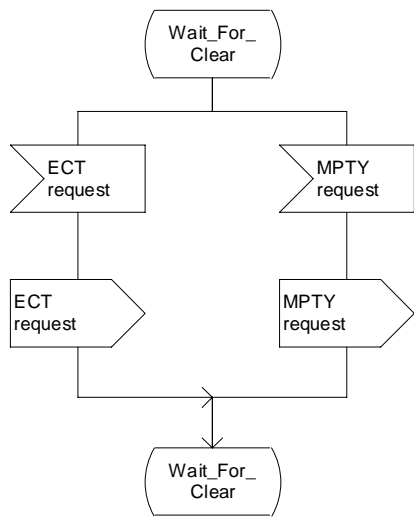 Wait_For_
Clear
ECT
request
MPTY
request
ECT
request
MPTY
request
Wait_For_
Clear